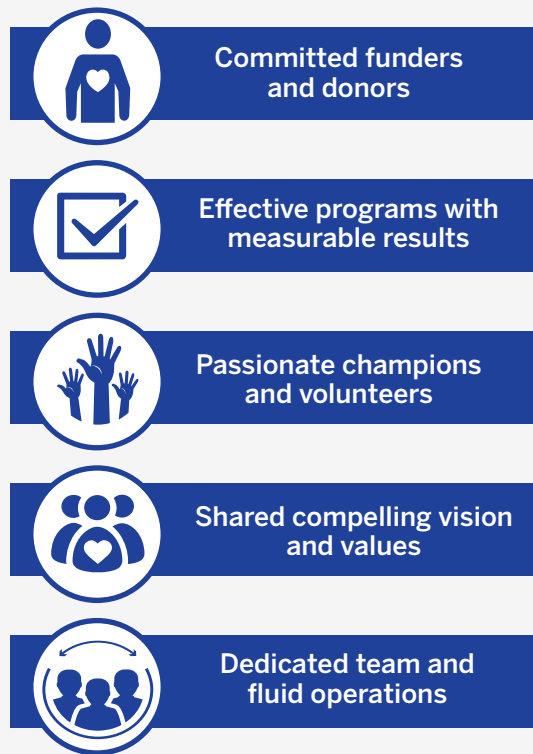 Committed funders
and donors
Effective programs with
measurable results
Passionate champions
and volunteers
Shared compelling vision
and values
Dedicated team and
fluid operations